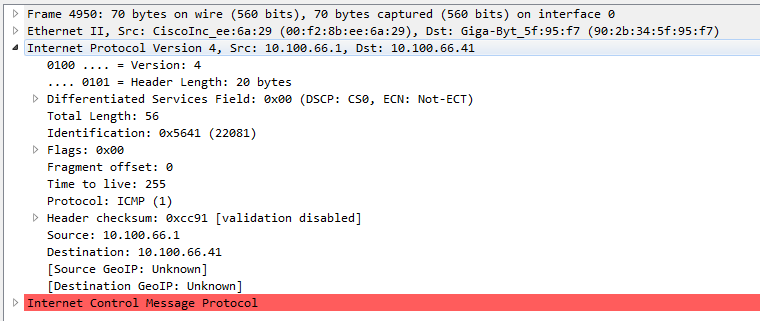 Frame 4950: 70 bytes on wire (560 bits), 70 bytes captured (560 bits) on interface 0
Ethernet II, Src: CiscoInc_ee:6a:29 (00:f2:8b:ee:6a:29), Dst: Giga-Byt_5f:95:f7 (90:2b:34:5f:95:f7)
Internet Protocol Version 4, Src: 10.100.66.1, Dst: 10.100.66.41
0100 .... = Version: 4
.... 0101 = Header Length: 20 bytes
Differentiated Services Field: 0x00 (DSCP: CS0, ECN: Not-ECT)
Total Length: 56
Identification: 0x5641 (22081)
Flags: 0x00
Fragment offset: 0
Time to live: 255
Protocol: ICMP (1)
Header checksum: 0xcc91 [validation disabled]
Source: 10.100.66.1
Destination: 10.100.66.41
[Source GeoIP: Unknown]
[Destination GeoIP: Unknown]
Internet Control Message Protocol